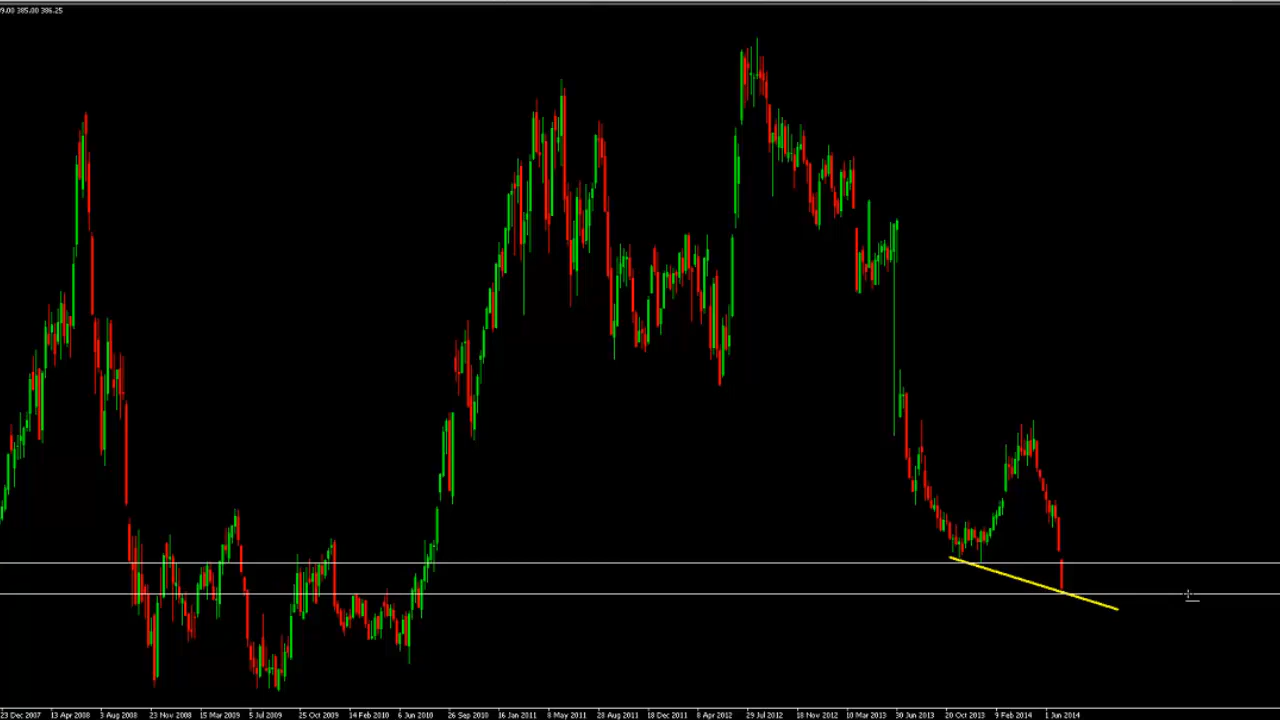 9.00 385.00 386.25
23 Dec 2007 13 Apr 2008 3 Aug 2008 23 Nov 2008 15 Mar 2009 5 Jul 2009 25 Oct 2009 14 Feb 2010 6 Jun 2010 26 Sep 2010 16 Jan 2011 8 May 2011 28 Aug 2011 18 Dec 2011 8 Apr 2012 29 Jul 2012 18 Nov 2012 10 Mar 2013 30 Jun 2013 20 Oct 2013 9 Feb 2014 1 Jun 2014